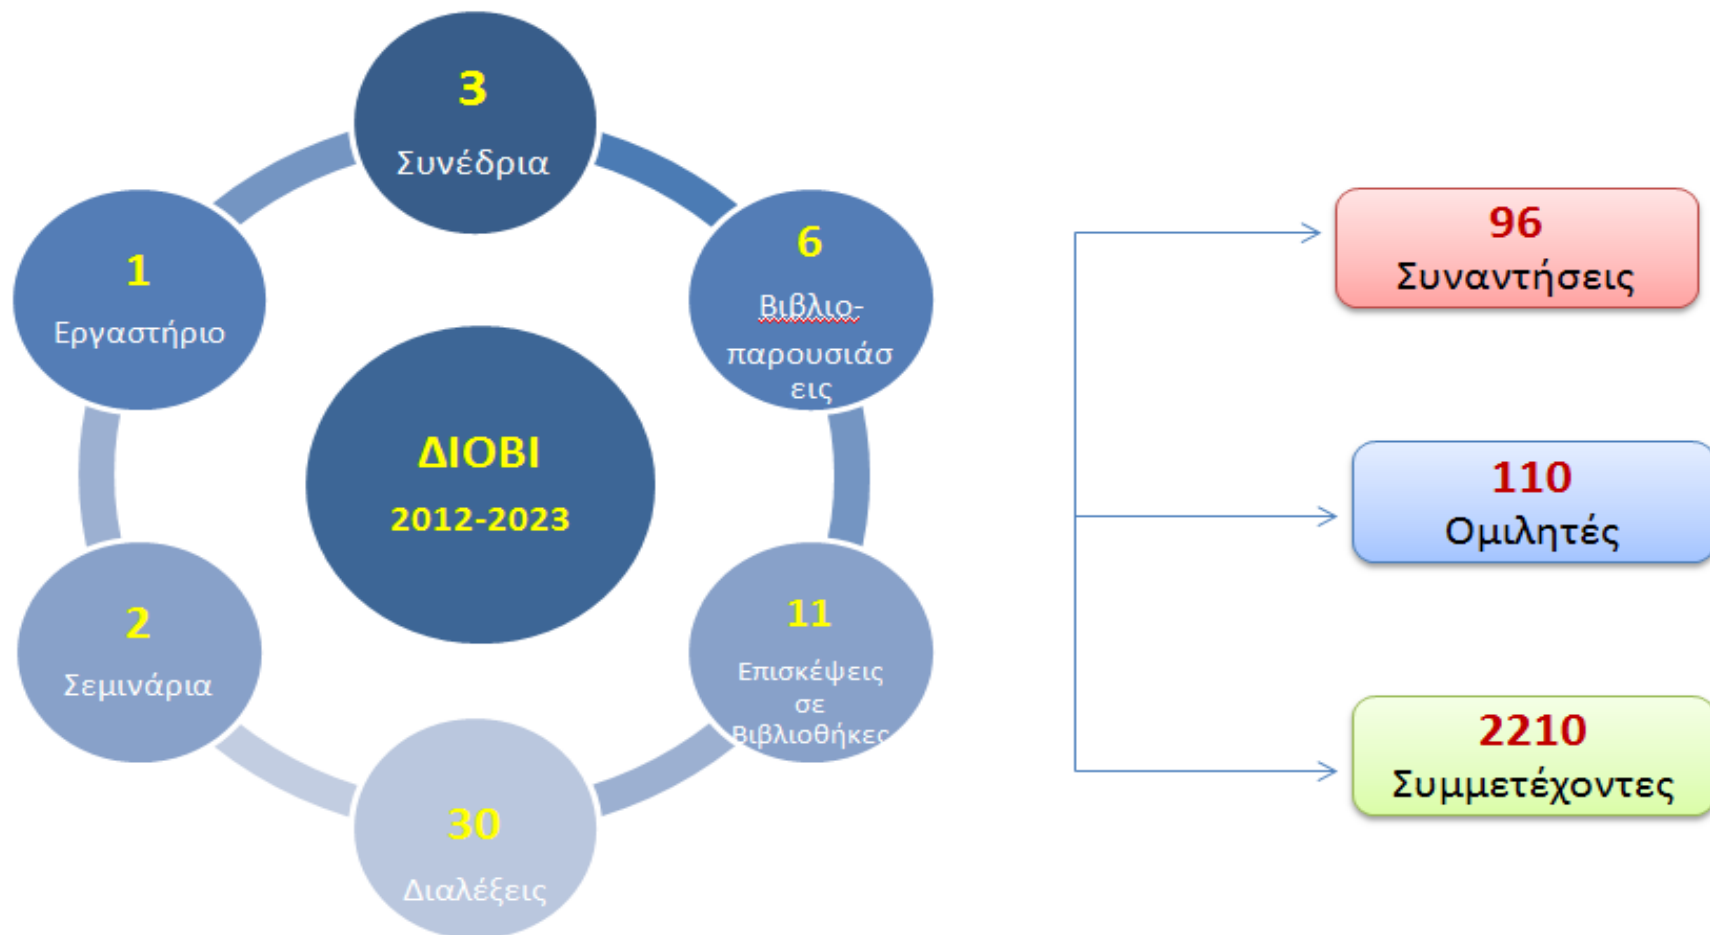 3
Συνέδρια
6
Βιβλιο-
παρουσιάσ
εις
11
Επισκέψεις
σε
Βιβλιοθήκες
30
Διαλέξεις
2
Σεμινάρια
1
Εργαστήριο
ΔΙΟΒΙ
2012-2023
96
Συναντήσεις
110
Ομιλητές
2210
Συμμετέχοντες